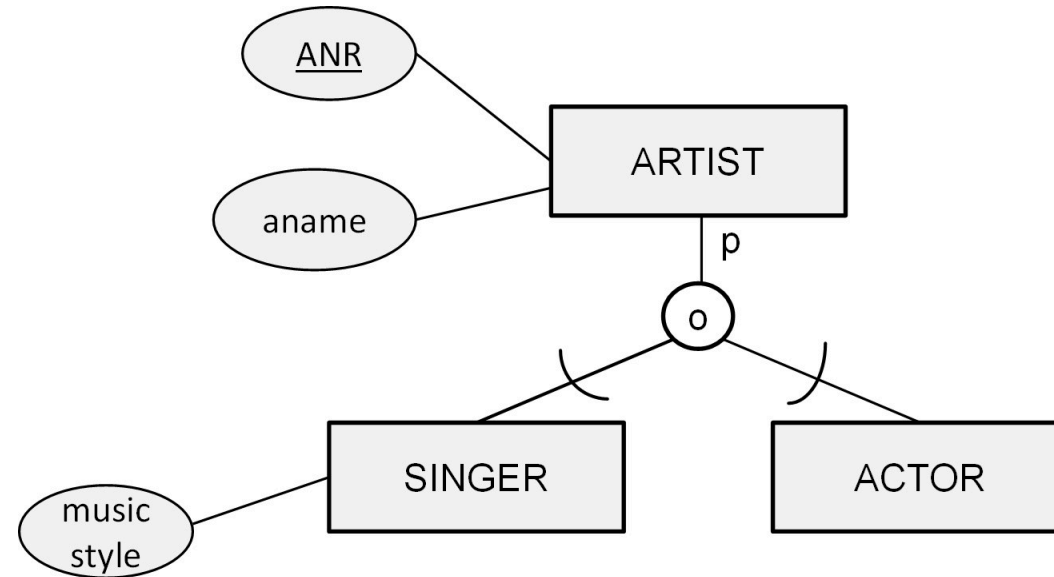 ANR
ARTIST
aname
p
o
SINGER
ACTOR
music
style